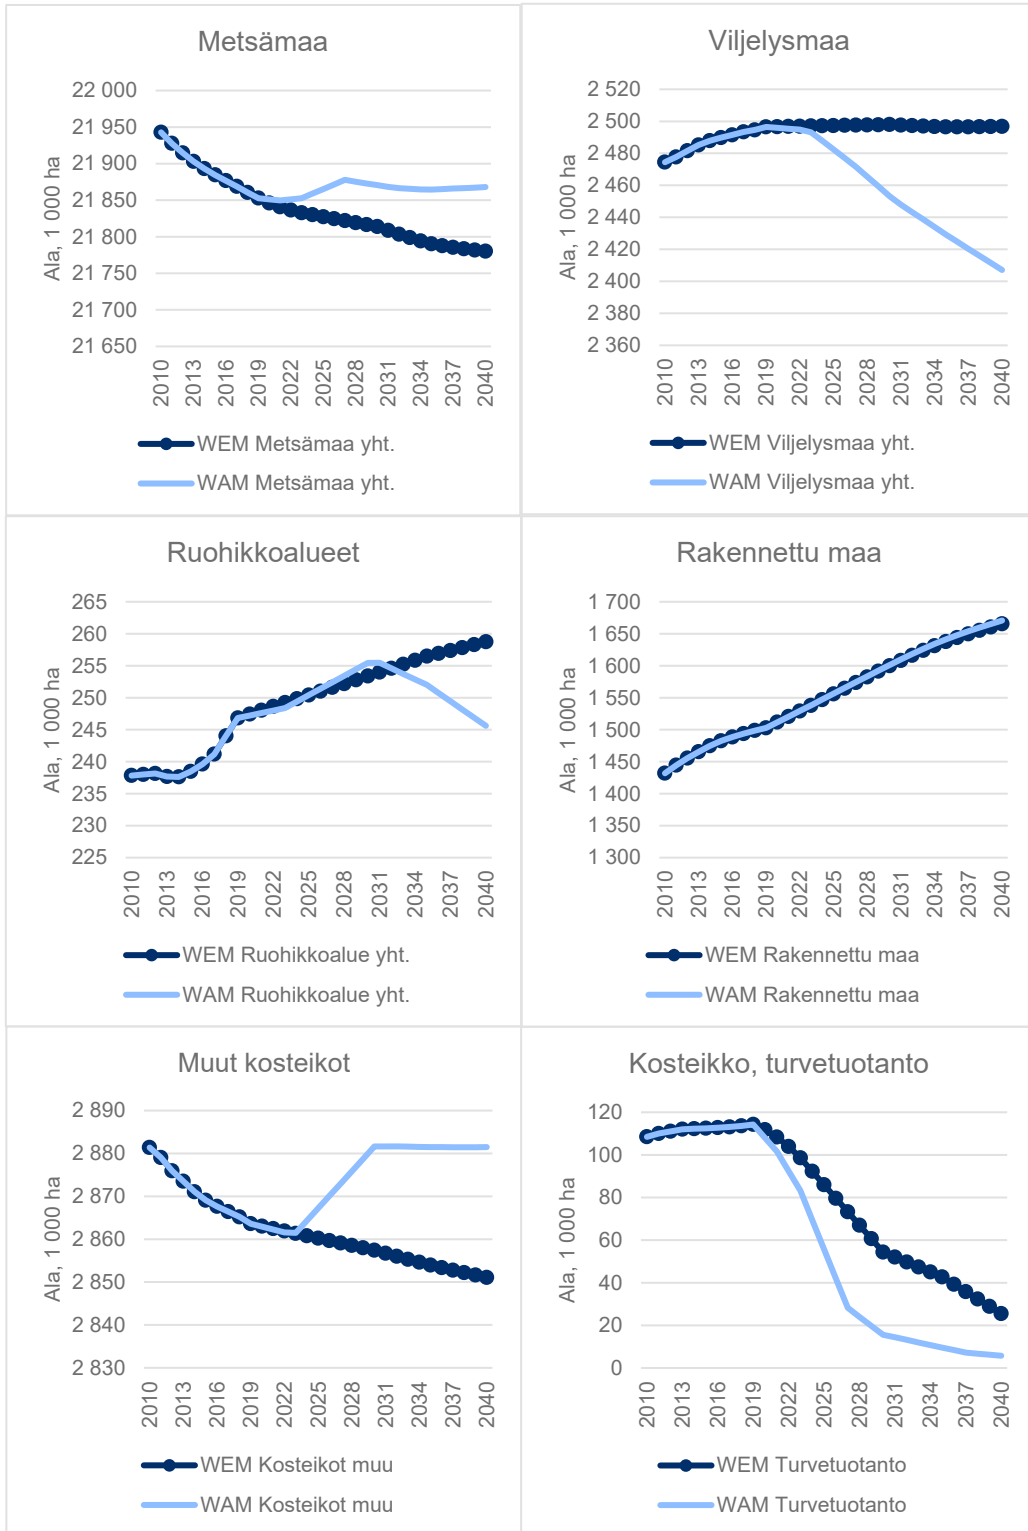 Metsämaa
Ala, 1 000 ha
22 000
21 950
21 900
21 850
21 800
21 750
21 700
21 650
2010 2013 2016 2019 2022 2025 2028 2031 2034 2037 2040
WEM Metsämaa yht.
WAM Metsämaa yht.
Viljelysmaa
Ala, 1 000 ha
2 520
2 500
2 480
2 460
2 440
2 420
2 400
2 380
2 360
2010 2013 2016 2019 2022 2025 2028 2031 2034 2037 2040
WEM Viljelysmaa yht.
WAM Viljelysmaa yht.
Ruohikkoalueet
Ala, 1 000 ha
265
260
255
250
245
240
235
230
225
2010 2013 2016 2019 2022 2025 2028 2031 2034 2037 2040
WEM Ruohikkoalue yht.
WAM Ruohikkoalue yht.
Rakennettu maa
Ala, 1 000 ha
1 700
1 650
1 600
1 550
1 500
1 450
1 400
1 350
1 300
2010 2013 2016 2019 2022 2025 2028 2031 2034 2037 2040
WEM Rakennettu maa
WAM Rakennettu maa
Muut kosteikot
Ala, 1 000 ha
2 890
2 880
2 870
2 860
2 850
2 840
2 830
2010 2013 2016 2019 2022 2025 2028 2031 2034 2037 2040
WEM Kosteikot muu
WAM Kosteikot muu
Kosteikko, turvetuotanto
Ala, 1 000 ha
120
100
80
60
40
20
0
2010 2013 2016 2019 2022 2025 2028 2031 2034 2037 2040
WEM Turvetuotanto
WAM Turvetuotanto